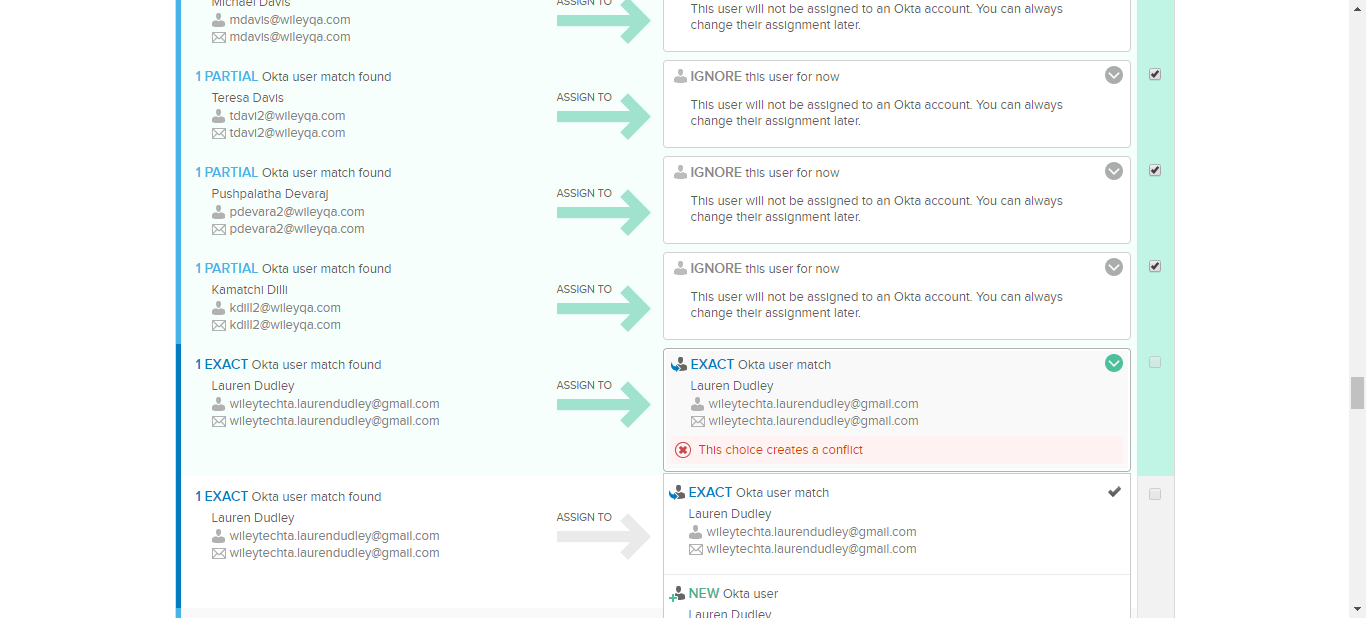 Michael Davis
mdavis@wileyqa.com
mdavis@wileyqa.com
ASSIGN TO
This user will not be assigned to an Okta account. You can always
change their assignment later.
1 PARTIAL Okta user match found
Teresa Davis
tdavi2@wileyqa.com
tdavi2@wileyqa.com
ASSIGN TO
IGNORE this user for now
This user will not be assigned to an Okta account. You can always
change their assignment later.
1 PARTIAL Okta user match found
Pushpalatha Devaraj
pdevara2@wileyqa.com
pdevara2@wileyqa.com
ASSIGN TO
IGNORE this user for now
This user will not be assigned to an Okta account. You can always
change their assignment later.
1 PARTIAL Okta user match found
Kamatchi Dilli
kdill2@wileyqa.com
kdill2@wileyqa.com
ASSIGN TO
IGNORE this user for now
This user will not be assigned to an Okta account. You can always
change their assignment later.
1 EXACT Okta user match found
Lauren Dudley
wileytechta.laurendudley@gmail.com
wileytechta.laurendudley@gmail.com
ASSIGN TO
EXACT Okta user match
Lauren Dudley
wileytechta.laurendudley@gmail.com
wileytechta.laurendudley@gmail.com
This choice creates a conflict
1 EXACT Okta user match found
Lauren Dudley
wileytechta.laurendudley@gmail.com
wileytechta.laurendudley@gmail.com
ASSIGN TO
EXACT Okta user match
Lauren Dudley
wileytechta.laurendudley@gmail.com
wileytechta.laurendudley@gmail.com
NEW Okta user
Lauren Dudley